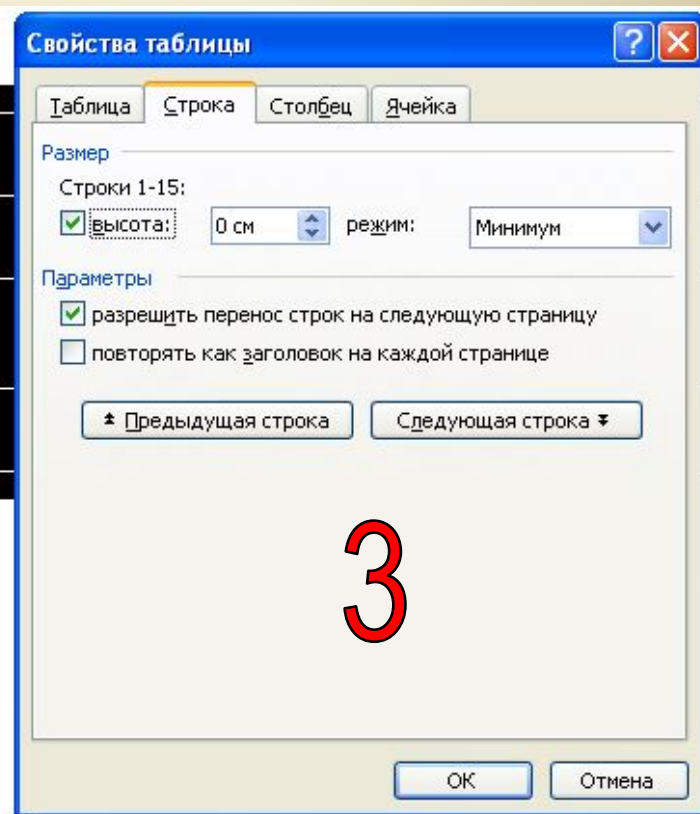 Свойства таблицы
Таблица Строка Столбец Ячейка
Размер
Строки 1-15:
высота: 0 см режим: Минимум
Параметры
разрешить перенос строк на следующую страницу
повторять как заголовок на каждой странице
Предыдущая строка Следующая строка
3
ОК Отмена